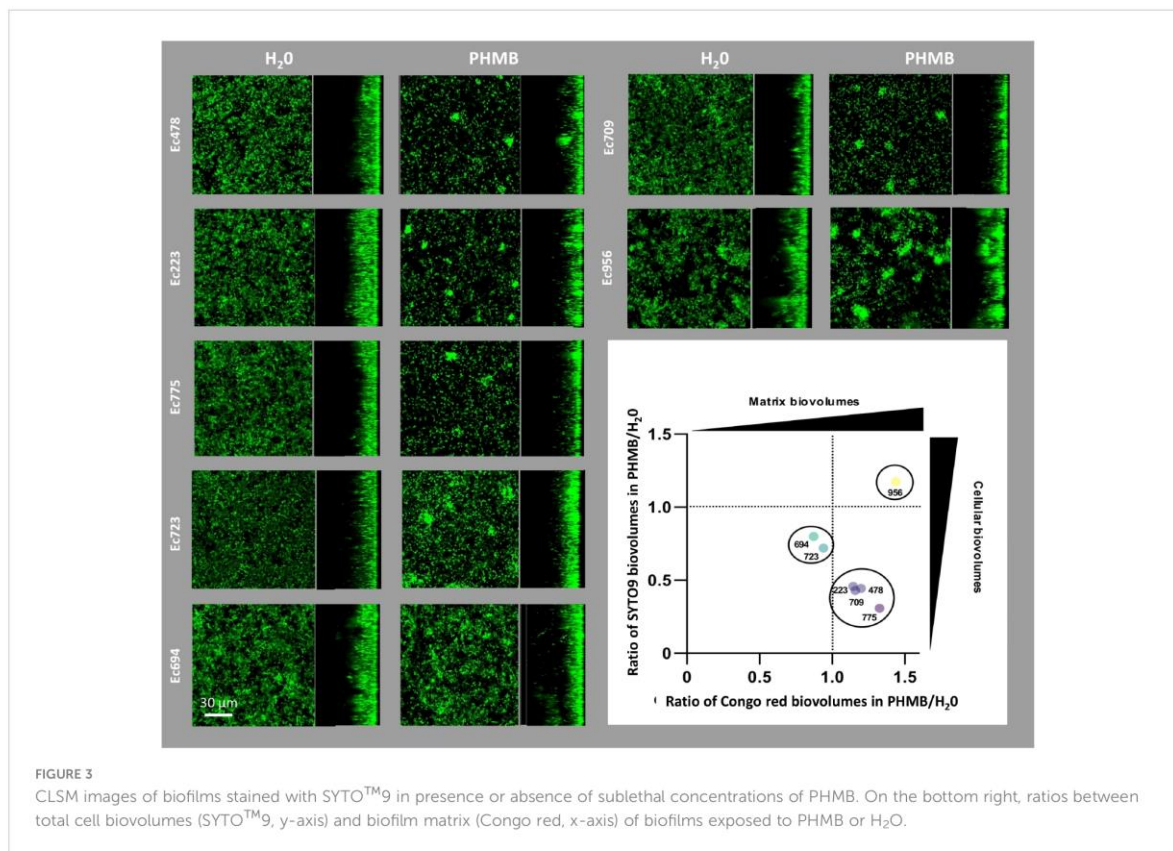 H₂0 PHMB H₂0 PHMB
Ec478
Ec709
Ec223
Ec956
Ec775
Ec723
Ec694
30 µm
Matrix biovolumes
Cellular biovolumes
Ratio of SYTO9 biovolumes in PHMB/H₂0
1.5
1.0
0.5
0
956
694
723
223
478
709
775
0 0.5 1.0 1.5
Ratio of Congo red biovolumes in PHMB/H₂0
FIGURE 3
CLSM images of biofilms stained with SYTO™9 in presence or absence of sublethal concentrations of PHMB. On the bottom right, ratios between
total cell biovolumes (SYTO™9, y-axis) and biofilm matrix (Congo red, x-axis) of biofilms exposed to PHMB or H₂O.